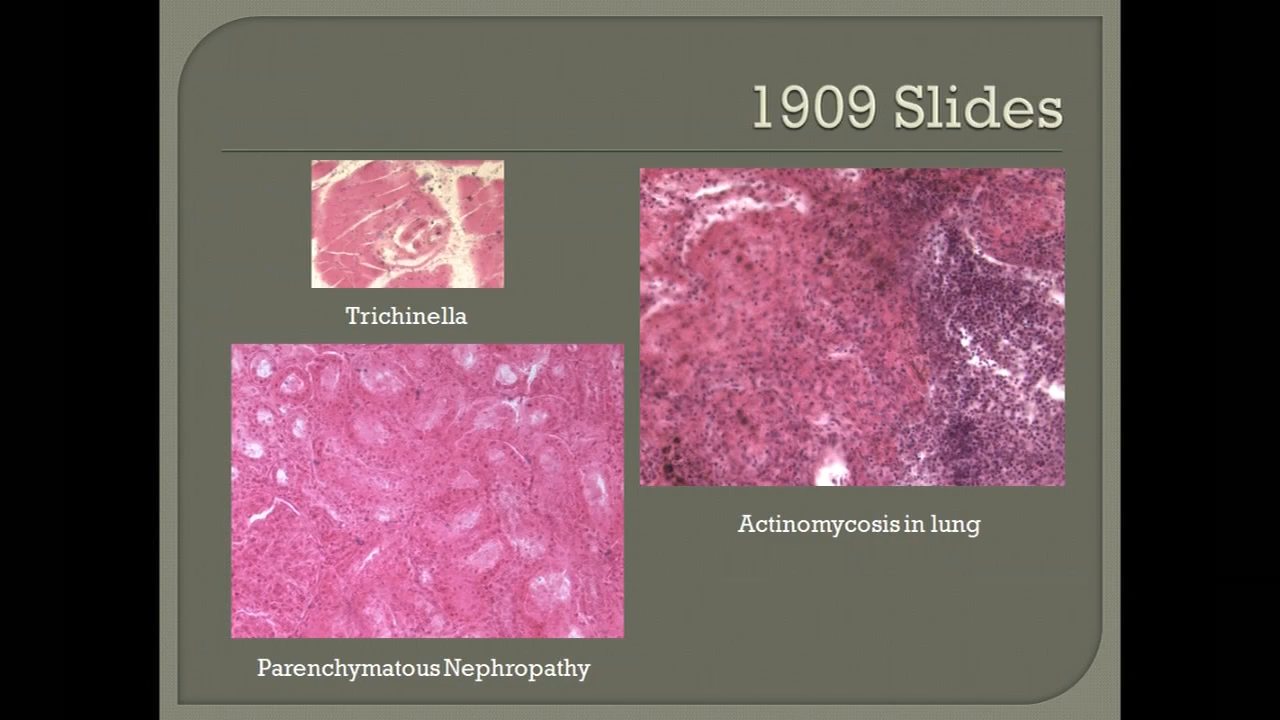 1909 Slides
Trichinella
Actinomycosis in lung
Parenchymatous Nephropathy